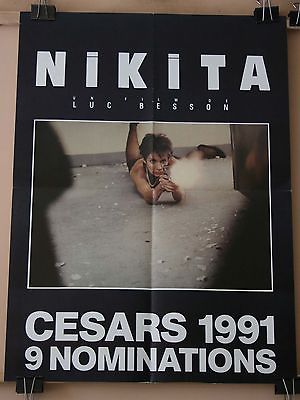 NiKiTA
UN FILM DE
LUC BESSON
CESARS 1991
9 NOMINATIONS